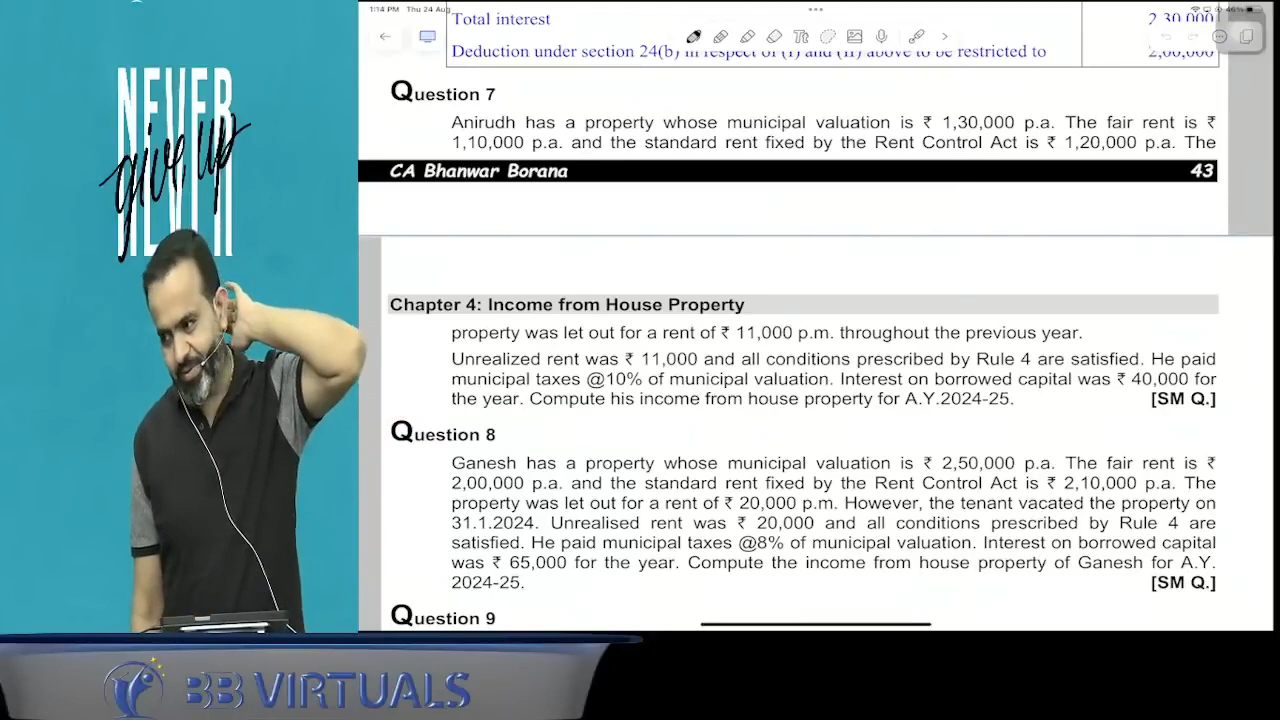 NEVER
give up
NEVER
1:14 PM Thu 24 Aug
46%
Total interest 2,30,000
Deduction under section 24(b) in respect of (I) and (II) above to be restricted to 2,00,000
Question 7
Anirudh has a property whose municipal valuation is ₹ 1,30,000 p.a. The fair rent is ₹
1,10,000 p.a. and the standard rent fixed by the Rent Control Act is ₹ 1,20,000 p.a. The
CA Bhanwar Borana 43
Chapter 4: Income from House Property
property was let out for a rent of ₹ 11,000 p.m. throughout the previous year.
Unrealized rent was ₹ 11,000 and all conditions prescribed by Rule 4 are satisfied. He paid
municipal taxes @10% of municipal valuation. Interest on borrowed capital was ₹ 40,000 for
the year. Compute his income from house property for A.Y.2024-25. [SM Q.]
Question 8
Ganesh has a property whose municipal valuation is ₹ 2,50,000 p.a. The fair rent is ₹
2,00,000 p.a. and the standard rent fixed by the Rent Control Act is ₹ 2,10,000 p.a. The
property was let out for a rent of ₹ 20,000 p.m. However, the tenant vacated the property on
31.1.2024. Unrealised rent was ₹ 20,000 and all conditions prescribed by Rule 4 are
satisfied. He paid municipal taxes @8% of municipal valuation. Interest on borrowed capital
was ₹ 65,000 for the year. Compute the income from house property of Ganesh for A.Y.
2024-25. [SM Q.]
Question 9
BB VIRTUALS